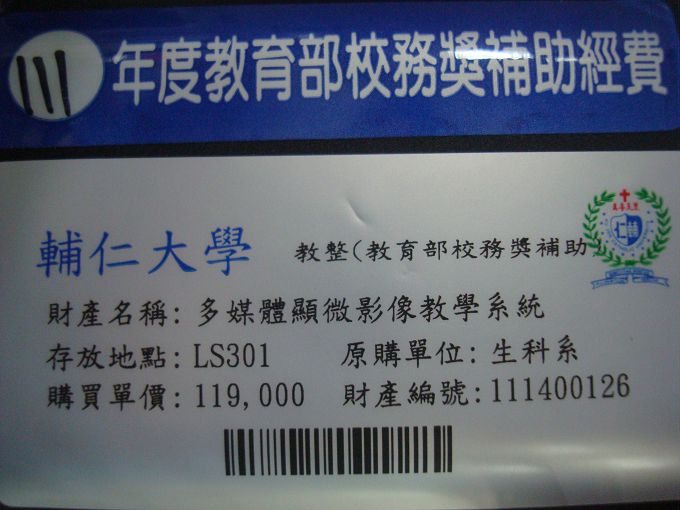 111年度教育部校務獎補助經費
輔仁大學 教整(教育部校務獎補助
財產名稱: 多媒體顯微影像教學系統
存放地點: LS301 原購單位: 生科系
購買單價: 119,000 財產編號: 111400126